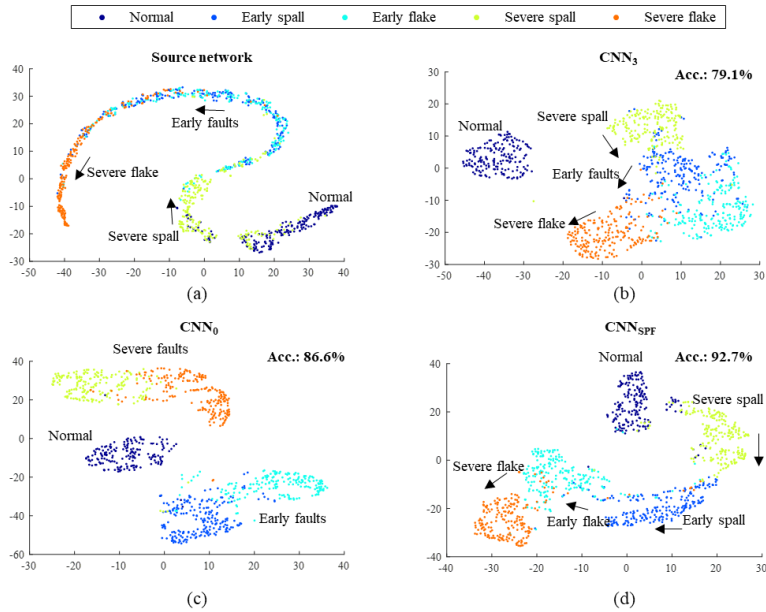 Normal Early spall Early flake Severe spall Severe flake
Source network
40
30
20
10
0
-10
-20
-30
-50 -40 -30 -20 -10 0 10 20 30 40
Early faults
Severe flake
Normal
Severe spall
(a)
CNN3
Acc.: 79.1%
30
20
10
0
-10
-20
-30
-50 -40 -30 -20 -10 0 10 20 30
Severe spall
Normal
Early faults
Severe flake
(b)
CNN0
Severe faults
Acc.: 86.6%
40
20
0
-20
-40
-60
-30 -20 -10 0 10 20 30 40
Normal
Early faults
(c)
CNNSPF
Normal
Acc.: 92.7%
40
20
0
-20
-40
-40 -30 -20 -10 0 10 20 30
Severe spall
Severe flake
Early flake
Early spall
(d)